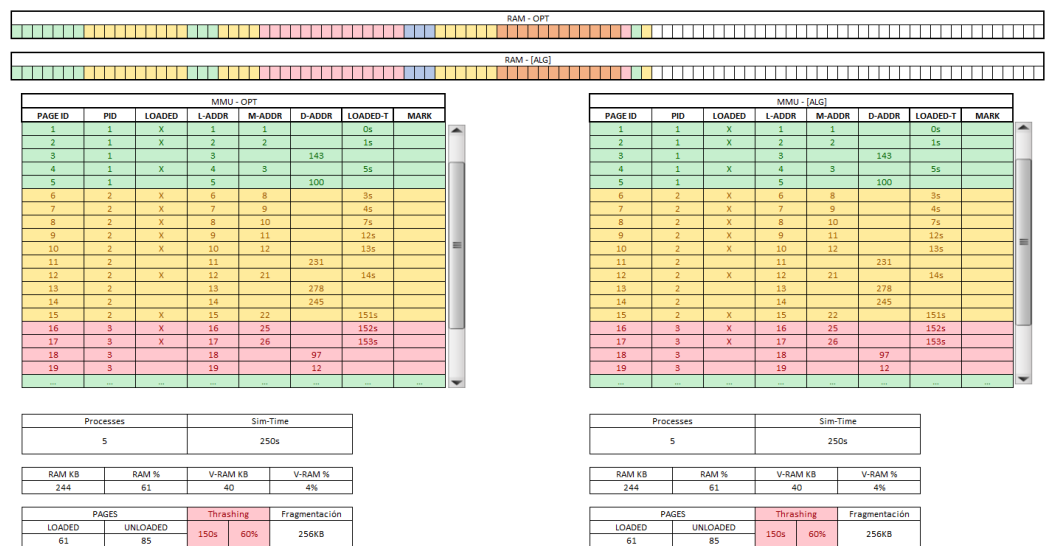 RAM - OPT
RAM - [ALG]
MMU - OPT
PAGE ID PID LOADED L-ADDR M-ADDR D-ADDR LOADED-T MARK
1 1 X 1 1 0s
2 1 X 2 2 1s
3 1 3 143
4 1 X 4 3 5s
5 1 5 100
6 2 X 6 8 3s
7 2 X 7 9 4s
8 2 X 8 10 7s
9 2 X 9 11 12s
10 2 X 10 12 13s
11 2 11 231
12 2 X 12 21 14s
13 2 13 278
14 2 14 245
15 2 X 15 22 151s
16 3 X 16 25 152s
17 3 X 17 26 153s
18 3 18 97
19 3 19 12
... ... ... ... ... ... ... ...
Processes Sim-Time
5 250s
RAM KB RAM % V-RAM KB V-RAM %
244 61 40 4%
PAGES Thrashing Fragmentación
LOADED UNLOADED 150s 60% 256KB
61 85
MMU - [ALG]
PAGE ID PID LOADED L-ADDR M-ADDR D-ADDR LOADED-T MARK
1 1 X 1 1 0s
2 1 X 2 2 1s
3 1 3 143
4 1 X 4 3 5s
5 1 5 100
6 2 X 6 8 3s
7 2 X 7 9 4s
8 2 X 8 10 7s
9 2 X 9 11 12s
10 2 X 10 12 13s
11 2 11 231
12 2 X 12 21 14s
13 2 13 278
14 2 14 245
15 2 X 15 22 151s
16 3 X 16 25 152s
17 3 X 17 26 153s
18 3 18 97
19 3 19 12
... ... ... ... ... ... ... ...
Processes Sim-Time
5 250s
RAM KB RAM % V-RAM KB V-RAM %
244 61 40 4%
PAGES Thrashing Fragmentación
LOADED UNLOADED 150s 60% 256KB
61 85